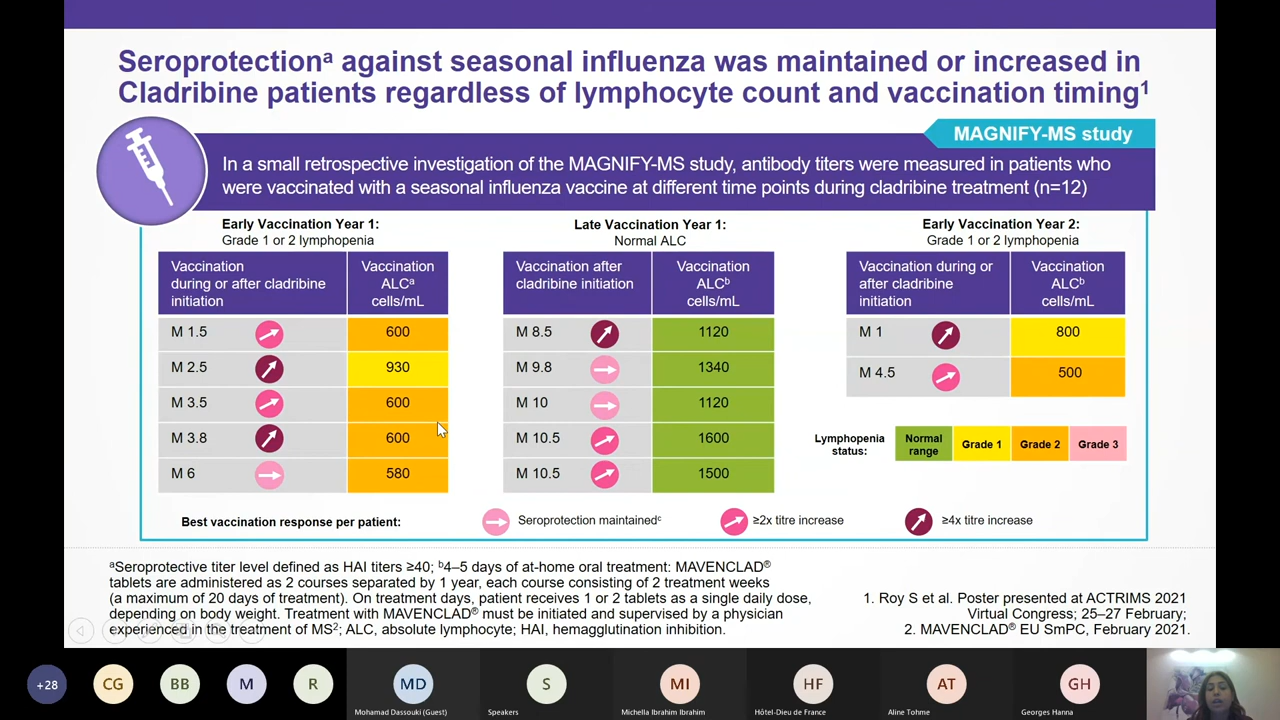 Seroprotectionª against seasonal influenza was maintained or increased in
Cladribine patients regardless of lymphocyte count and vaccination timing¹
MAGNIFY-MS study
In a small retrospective investigation of the MAGNIFY-MS study, antibody titers were measured in patients who
were vaccinated with a seasonal influenza vaccine at different time points during cladribine treatment (n=12)
Early Vaccination Year 1:
Grade 1 or 2 lymphopenia
Vaccination
during or after cladribine
initiation
Vaccination
ALCª
cells/mL
M 1.5 600
M 2.5 930
M 3.5 600
M 3.8 600
M 6 580
Late Vaccination Year 1:
Normal ALC
Vaccination after
cladribine initiation
Vaccination
ALCᵇ
cells/mL
M 8.5 1120
M 9.8 1340
M 10 1120
M 10.5 1600
M 10.5 1500
Early Vaccination Year 2:
Grade 1 or 2 lymphopenia
Vaccination during or
after cladribine
initiation
Vaccination
ALCᵇ
cells/mL
M 1 800
M 4.5 500
Lymphopenia
status:
Normal
range
Grade 1
Grade 2
Grade 3
Best vaccination response per patient:
Seroprotection maintainedᶜ
≥2x titre increase
≥4x titre increase
ªSeroprotective titer level defined as HAI titers ≥40; ᵇ4–5 days of at-home oral treatment: MAVENCLAD®
tablets are administered as 2 courses separated by 1 year, each course consisting of 2 treatment weeks
(a maximum of 20 days of treatment). On treatment days, patient receives 1 or 2 tablets as a single daily dose,
depending on body weight. Treatment with MAVENCLAD® must be initiated and supervised by a physician
experienced in the treatment of MS²; ALC, absolute lymphocyte; HAI, hemagglutination inhibition.
1. Roy S et al. Poster presented at ACTRIMS 2021
Virtual Congress; 25–27 February;
2. MAVENCLAD® EU SmPC, February 2021.
+28
CG
BB
M
R
MD
Mohamad Dassouki (Guest)
S
Speakers
MI
Michella Ibrahim Ibrahim
HF
Hôtel-Dieu de France
AT
Aline Tohme
GH
Georges Hanna